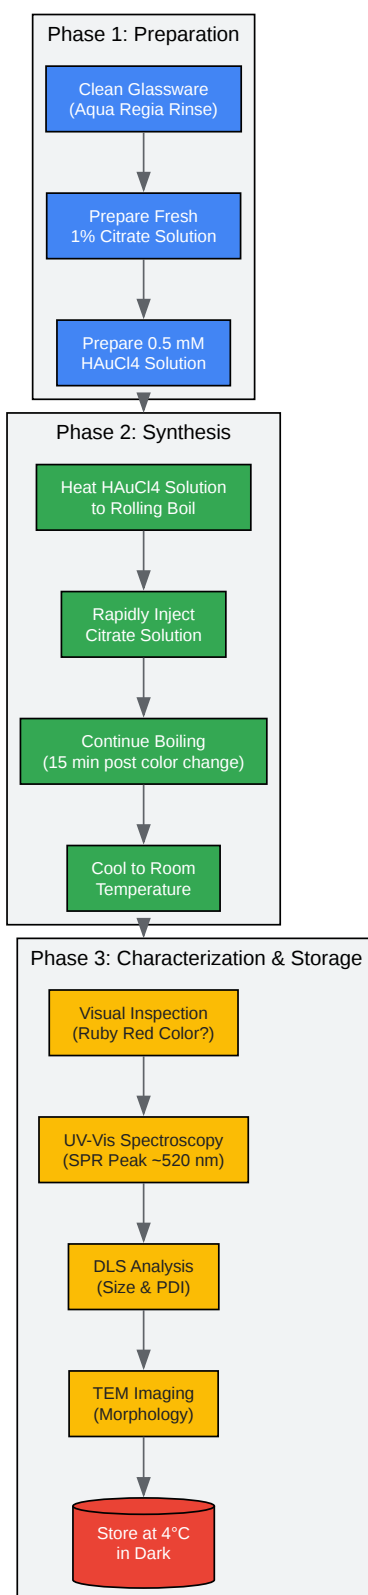 Phase 1: Preparation
Clean Glassware
(Aqua Regia Rinse)
Prepare Fresh
1% Citrate Solution
Prepare 0.5 mM
HAuCl4 Solution
Phase 2: Synthesis
Heat HAuCl4 Solution
to Rolling Boil
Rapidly Inject
Citrate Solution
Continue Boiling
(15 min post color change)
Cool to Room
Temperature
Phase 3: Characterization & Storage
Visual Inspection
(Ruby Red Color?)
UV-Vis Spectroscopy
(SPR Peak ~520 nm)
DLS Analysis
(Size & PDI)
TEM Imaging
(Morphology)
Store at 4°C
in Dark